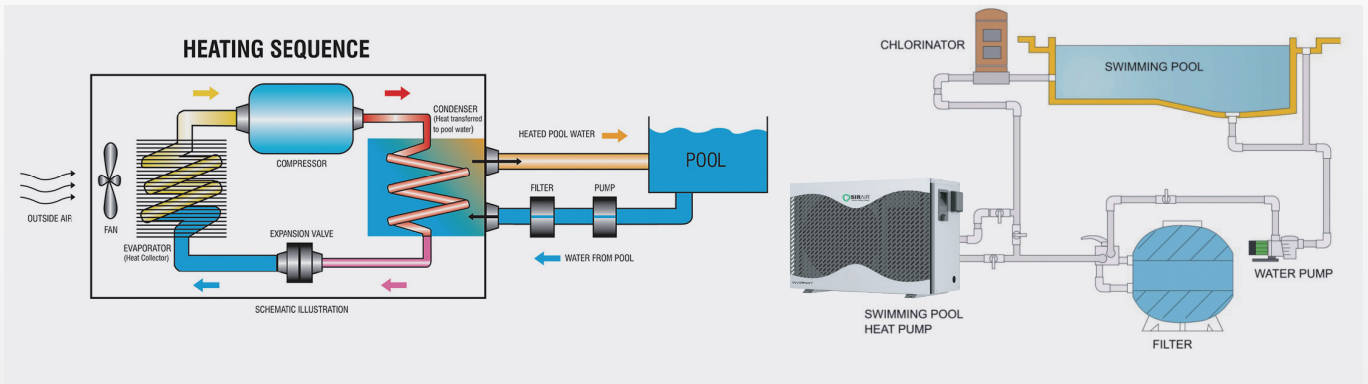 HEATING SEQUENCE
COMPRESSOR
CONDENSER
(Heat transferred
to pool water)
HEATED POOL WATER
POOL
FILTER
PUMP
OUTSIDE AIR
FAN
EVAPORATOR
(Heat Collector)
EXPANSION VALVE
WATER FROM POOL
SCHEMATIC ILLUSTRATION
CHLORINATOR
SWIMMING POOL
SIRAIR
SWIMMING POOL
HEAT PUMP
WATER PUMP
FILTER